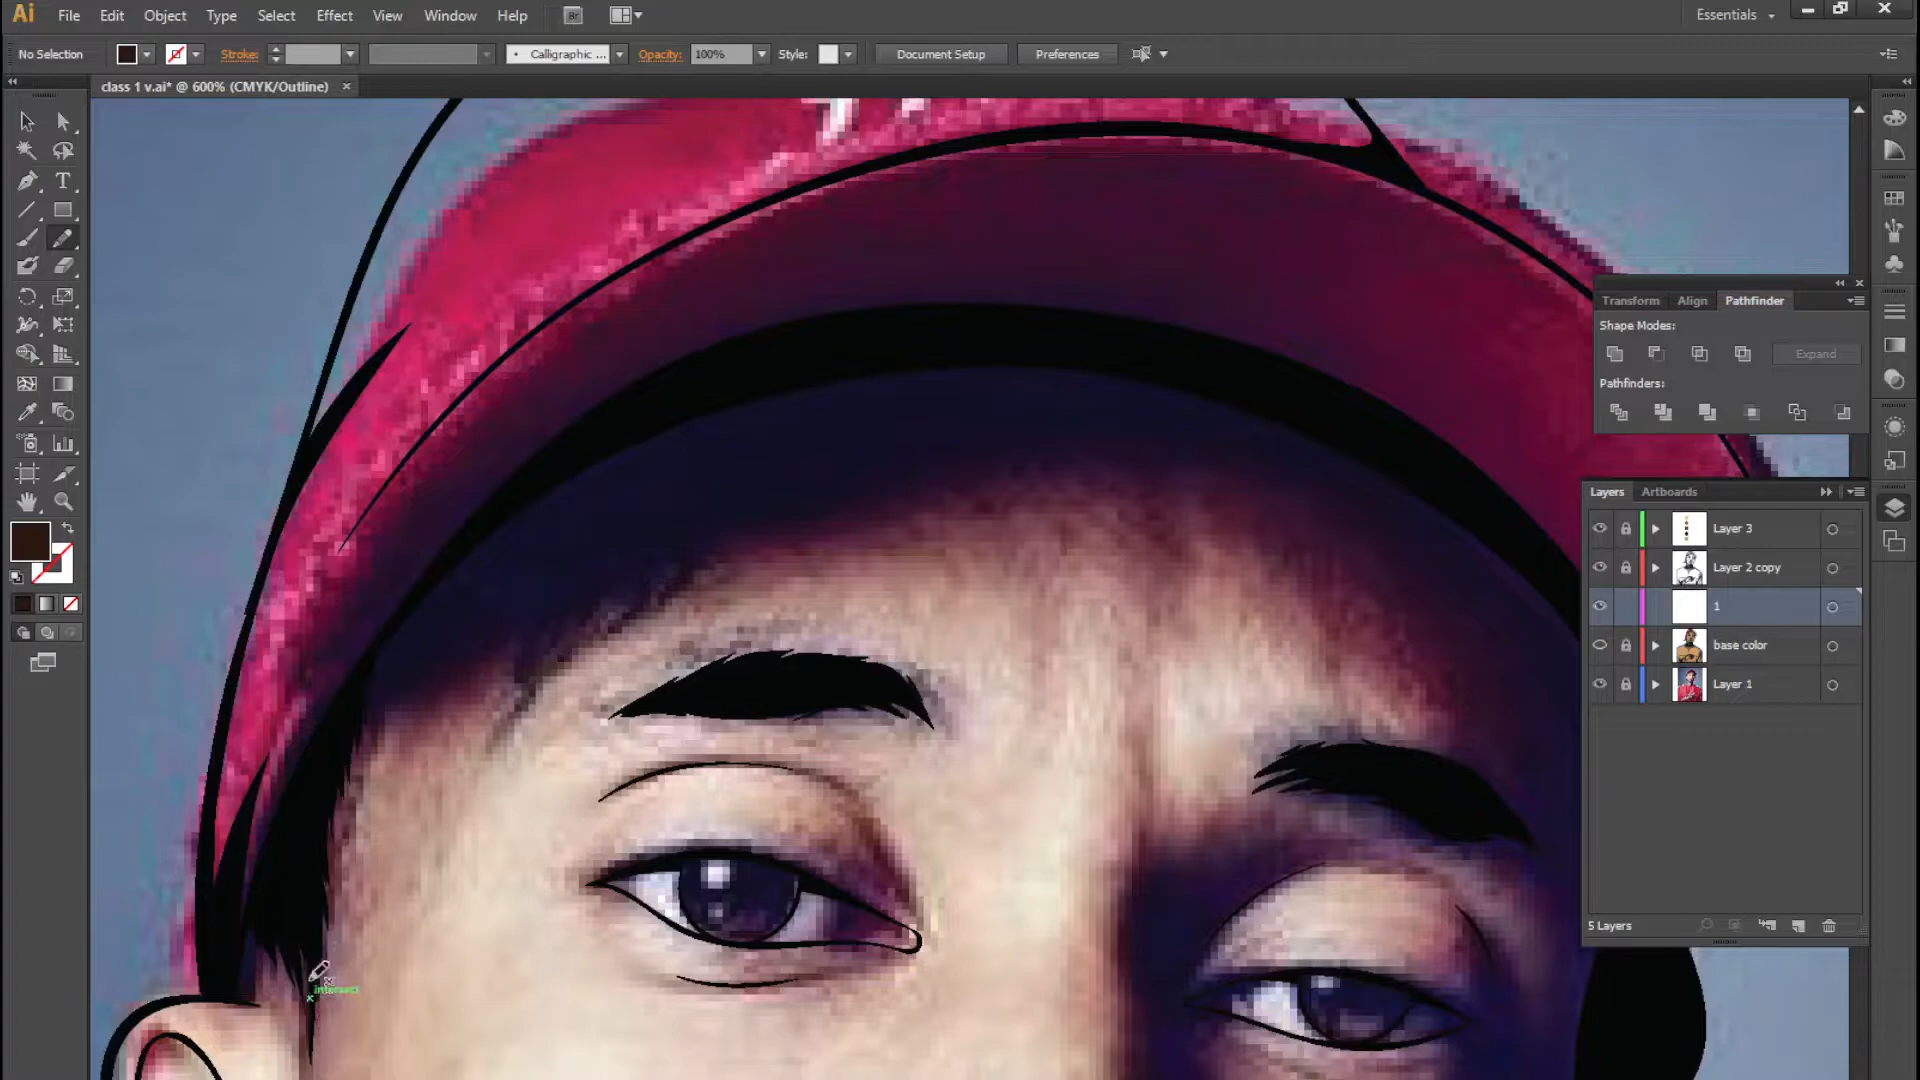 Ai File Edit Object Type Select Effect View Window Help Br Essentials
No Selection Stroke: Calligraphic ... Opacity: 100% Style: Document Setup Preferences
class 1 v.ai* @ 600% (CMYK/Outline)
Transform Align Pathfinder
Shape Modes:
Expand
Pathfinders:
Layers Artboards
Layer 3
Layer 2 copy
1
base color
Layer 1
5 Layers
intersect